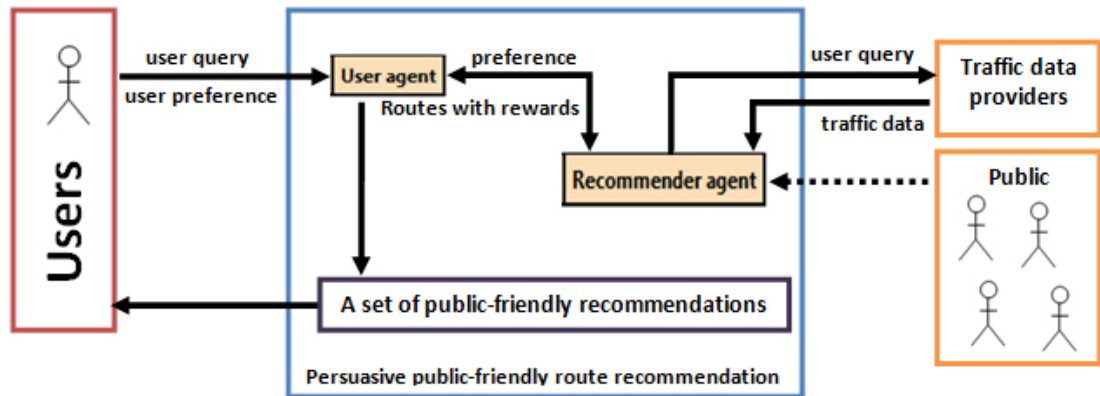 Users
user query
user preference
User agent
preference
Routes with rewards
Recommender agent
user query
traffic data
Traffic data
providers
Public
A set of public-friendly recommendations
Persuasive public-friendly route recommendation